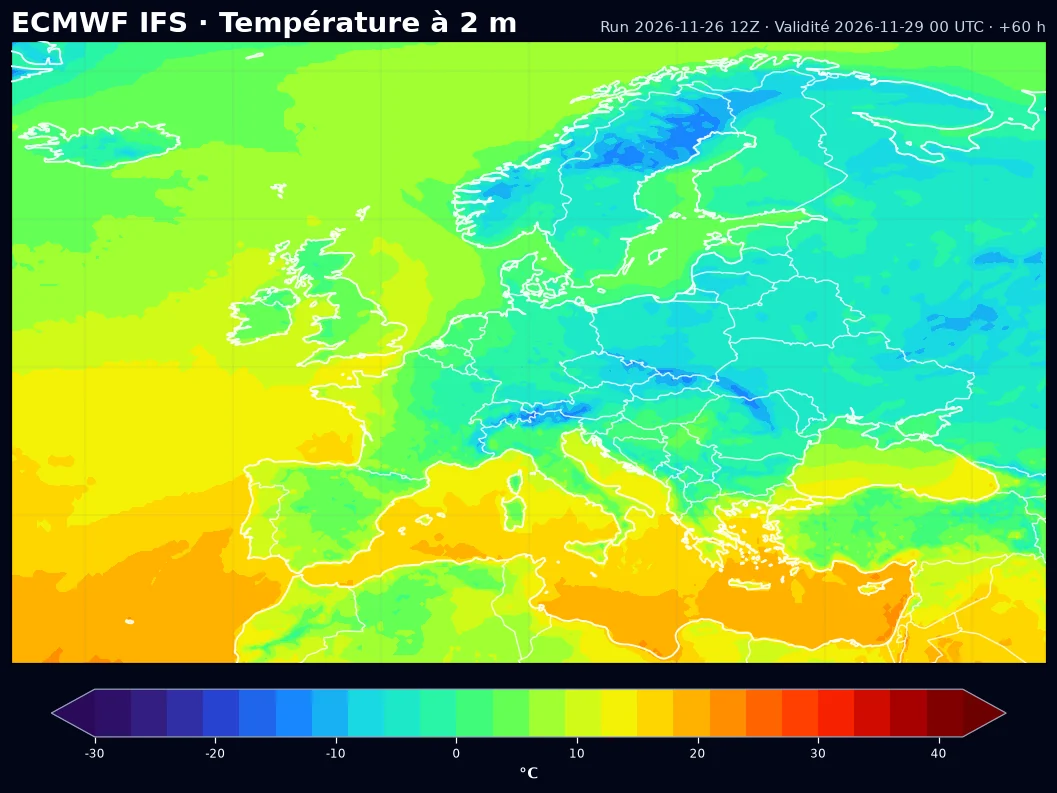 ECMWF IFS · Température à 2 m
Run 2026-11-26 12Z · Validité 2026-11-29 00 UTC · +60 h
-30 -20 -10 0 10 20 30 40
°C